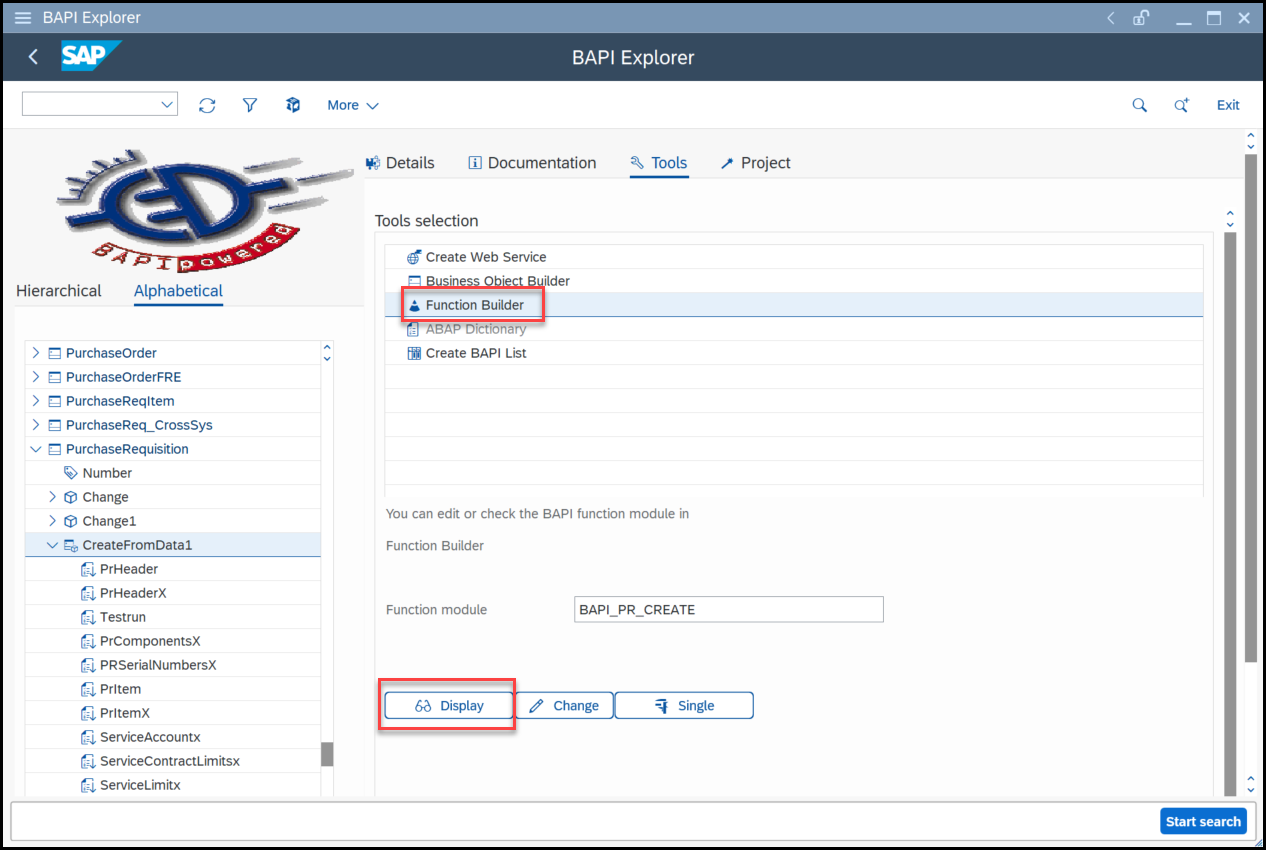 BAPI Explorer
SAP
BAPI Explorer
More
Exit
BAPIpowered
Hierarchical
Alphabetical
PurchaseOrder
PurchaseOrderFRE
PurchaseReqItem
PurchaseReq_CrossSys
PurchaseRequisition
Number
Change
Change1
CreateFromData1
PrHeader
PrHeaderX
Testrun
PrComponentsX
PRSerialNumbersX
PrItem
PrItemX
ServiceAccountx
ServiceContractLimitsx
ServiceLimitx
Details
Documentation
Tools
Project
Tools selection
Create Web Service
Business Object Builder
Function Builder
ABAP Dictionary
Create BAPI List
You can edit or check the BAPI function module in
Function Builder
Function module
BAPI_PR_CREATE
Display
Change
Single
Start search